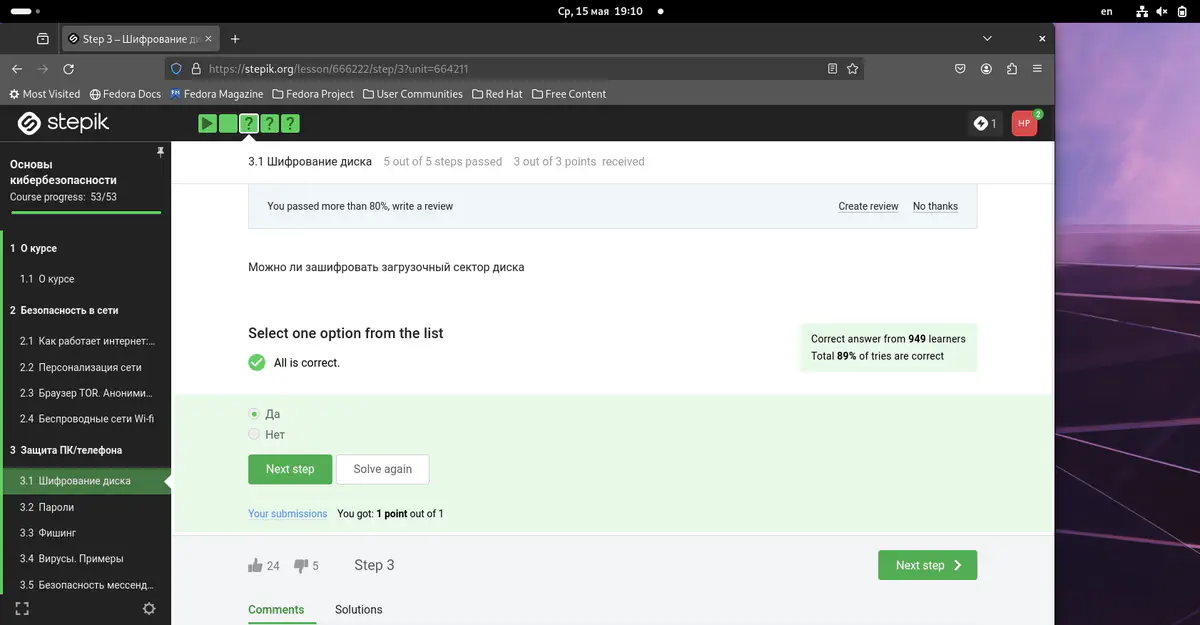 Ср, 15 мая 19:10
en
Step 3 – Шифрование ди
https://stepik.org/lesson/666222/step/3?unit=664211
Most Visited Fedora Docs Fedora Magazine Fedora Project User Communities Red Hat Free Content
stepik
? ? ?
1
HP
2
Основы
кибербезопасности
Course progress: 53/53
1 О курсе
1.1 О курсе
2 Безопасность в сети
2.1 Как работает интернет:...
2.2 Персонализация сети
2.3 Браузер TOR. Аноними...
2.4 Беспроводные сети Wi-fi
3 Защита ПК/телефона
3.1 Шифрование диска
3.2 Пароли
3.3 Фишинг
3.4 Вирусы. Примеры
3.5 Безопасность мессенд...
3.1 Шифрование диска 5 out of 5 steps passed 3 out of 3 points received
You passed more than 80%, write a review
Create review No thanks
Можно ли зашифровать загрузочный сектор диска
Select one option from the list
All is correct.
Correct answer from 949 learners
Total 89% of tries are correct
Да
Нет
Next step Solve again
Your submissions You got: 1 point out of 1
24 5 Step 3
Next step
Comments Solutions